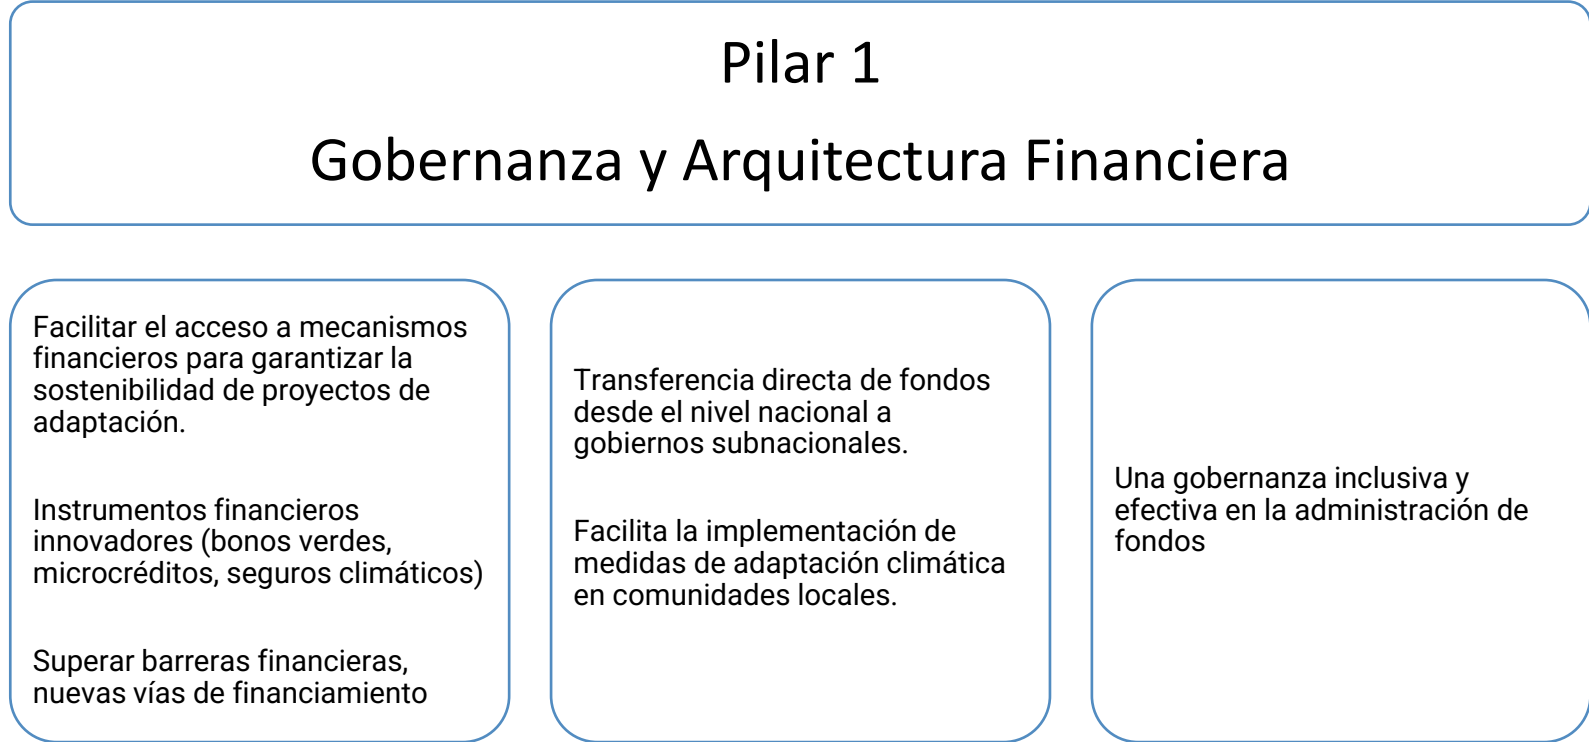 Pilar 1
Gobernanza y Arquitectura Financiera
Facilitar el acceso a mecanismos
financieros para garantizar la
sostenibilidad de proyectos de
adaptación.
Instrumentos financieros
innovadores (bonos verdes,
microcréditos, seguros climáticos)
Superar barreras financieras,
nuevas vías de financiamiento
Transferencia directa de fondos
desde el nivel nacional a
gobiernos subnacionales.
Facilita la implementación de
medidas de adaptación climática
en comunidades locales.
Una gobernanza inclusiva y
efectiva en la administración de
fondos